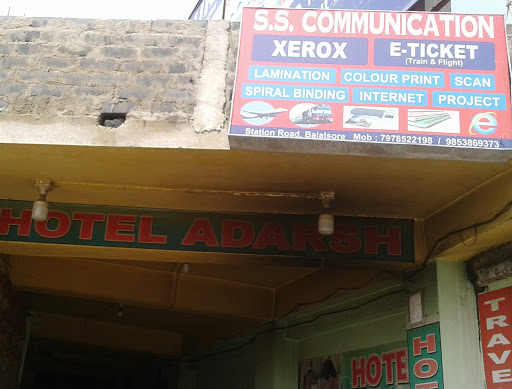 S.S. COMMUNICATION
XEROX
E-TICKET
(Train & Flight)
LAMINATION
COLOUR PRINT
SCAN
SPIRAL BINDING
INTERNET
PROJECT
Station Road, Balalsore Mob : 7978522198 / 9853869373
HOTEL ADARSH
HOTE
HO
TRAVE